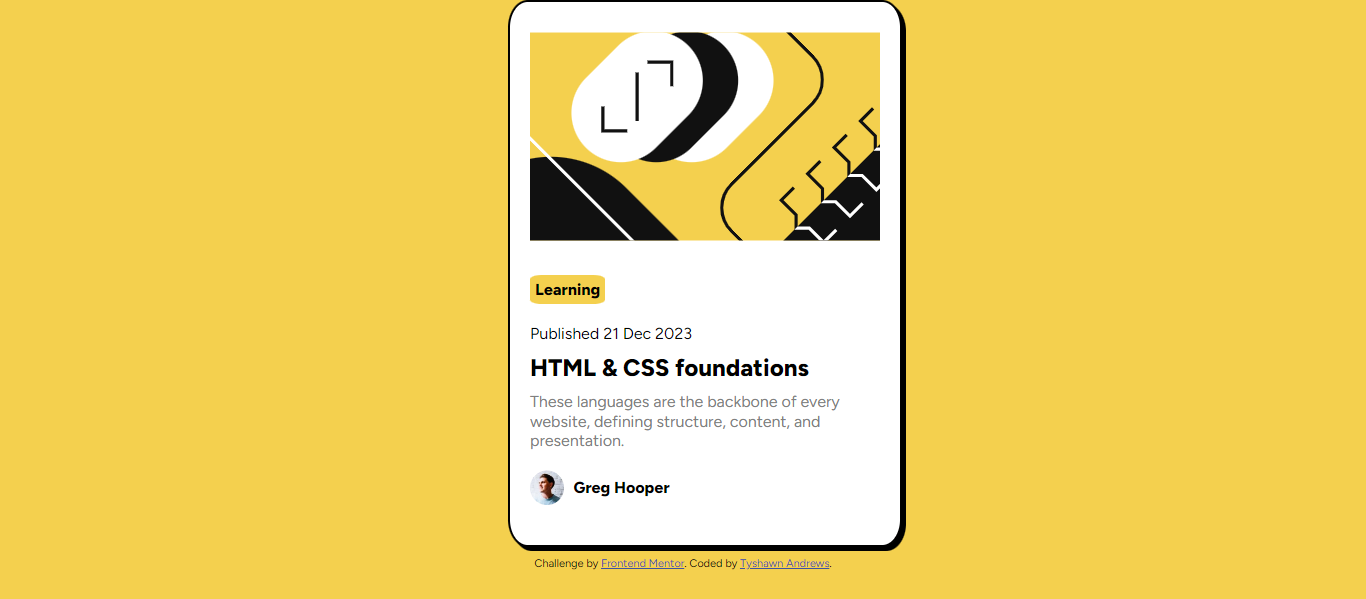 Learning
Published 21 Dec 2023
HTML & CSS foundations
These languages are the backbone of every
website, defining structure, content, and
presentation.
Greg Hooper
Challenge by Frontend Mentor. Coded by Tyshawn Andrews.